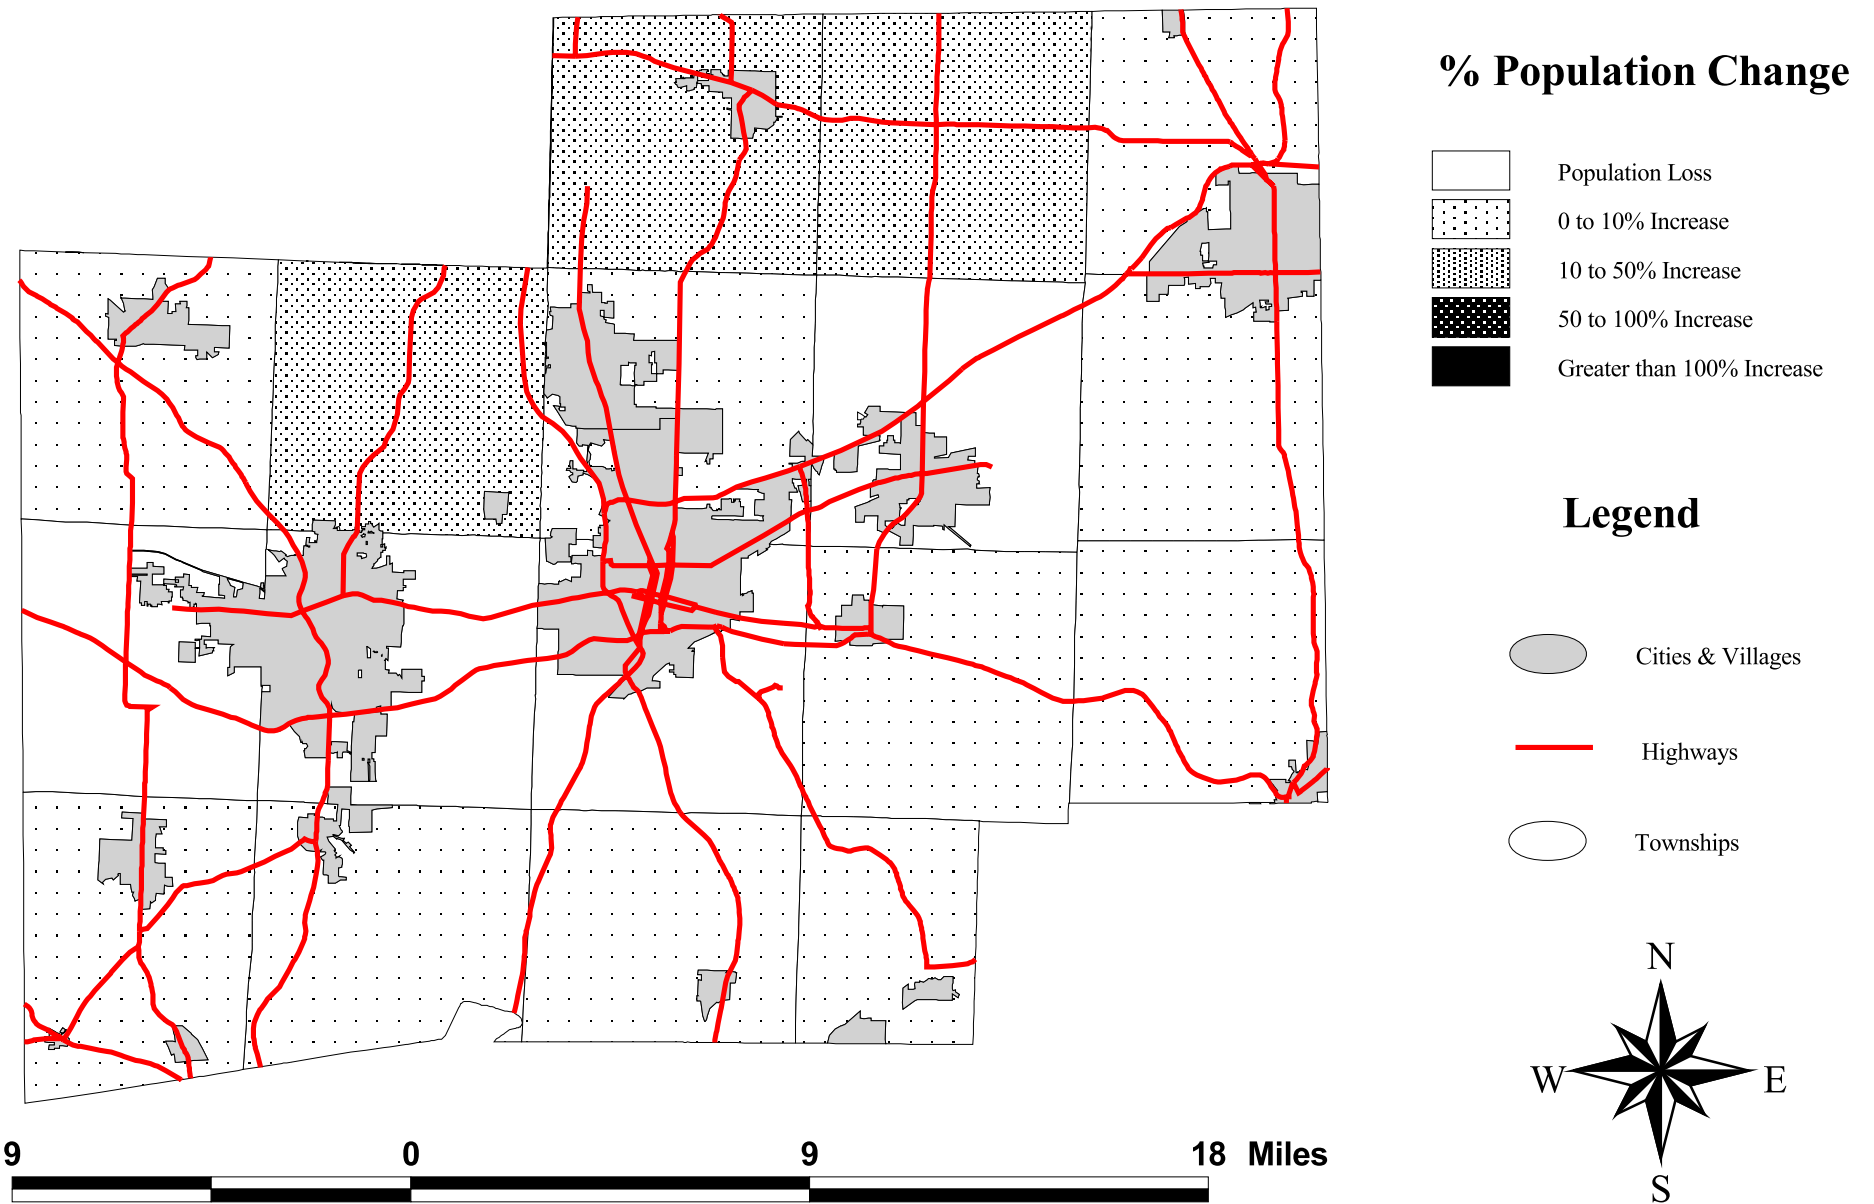 % Population Change
Population Loss
0 to 10% Increase
10 to 50% Increase
50 to 100% Increase
Greater than 100% Increase
Legend
Cities & Villages
Highways
Townships
N
W E
S
9 0 9 18 Miles